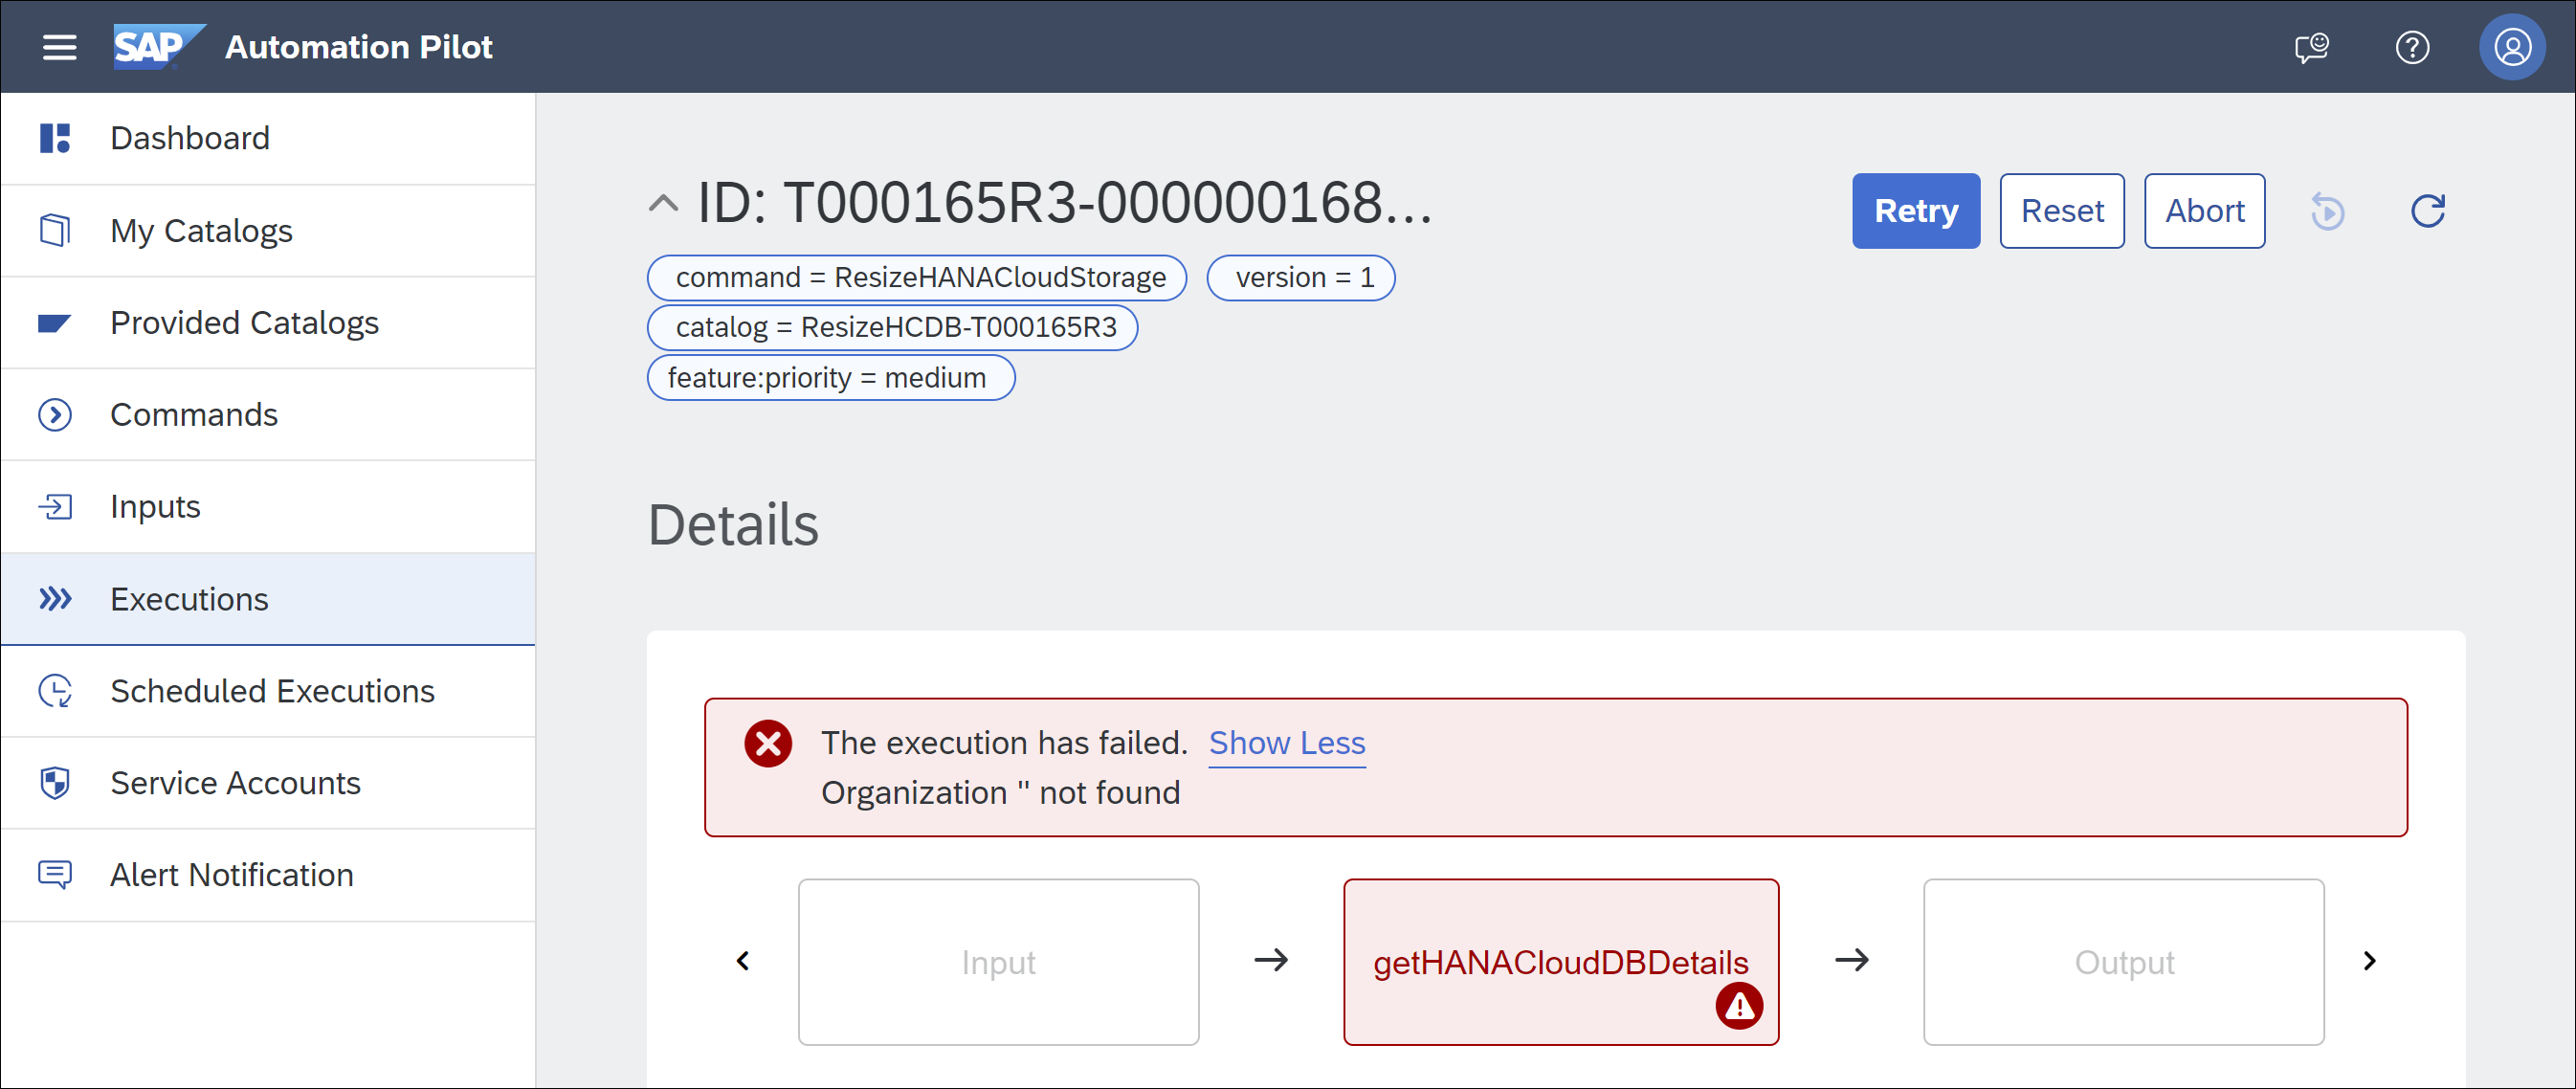 SAP Automation Pilot
Dashboard
My Catalogs
Provided Catalogs
Commands
Inputs
Executions
Scheduled Executions
Service Accounts
Alert Notification
ID: T000165R3-000000168...
Retry Reset Abort
command = ResizeHANACloudStorage version = 1
catalog = ResizeHCDB-T000165R3
feature:priority = medium
Details
The execution has failed. Show Less
Organization '' not found
Input getHANACloudDBDetails Output